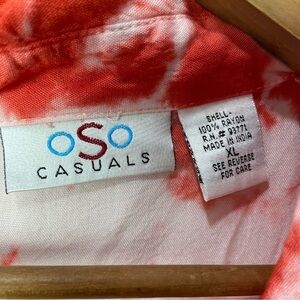 oSo
CASUALS
SHELL-
100% RAYON
R.N.# 93771
MADE IN INDIA
XL
SEE REVERSE
FOR CARE